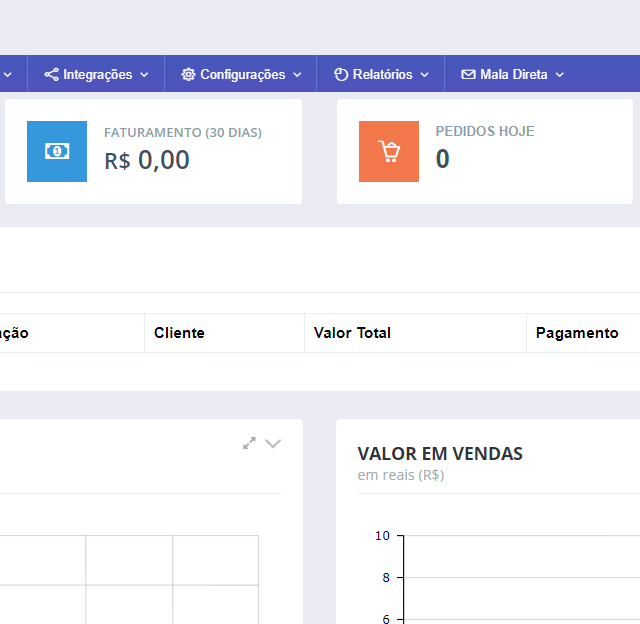 Integrações Configurações Relatórios Mala Direta
FATURAMENTO (30 DIAS)
R$ 0,00
PEDIDOS HOJE
0
ação Cliente Valor Total Pagamento
VALOR EM VENDAS
em reais (R$)
10
8
6